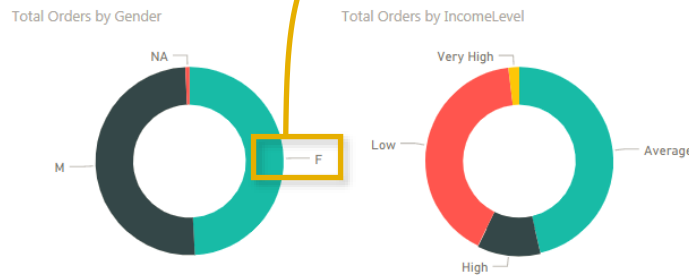 Total Orders by Gender
NA
F
M
Total Orders by IncomeLevel
Very High
Low
Average
High